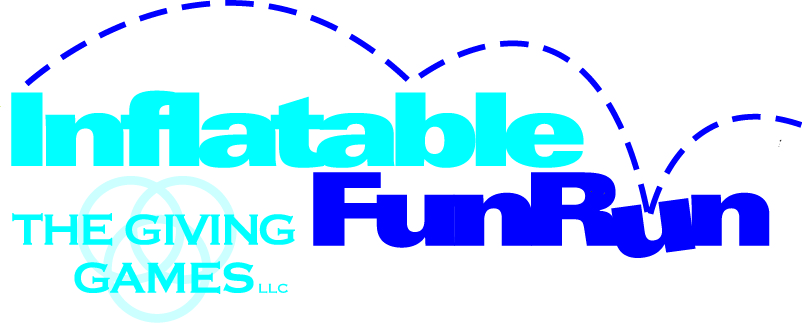 Inflatable
FunRun
THE GIVING
GAMES LLC